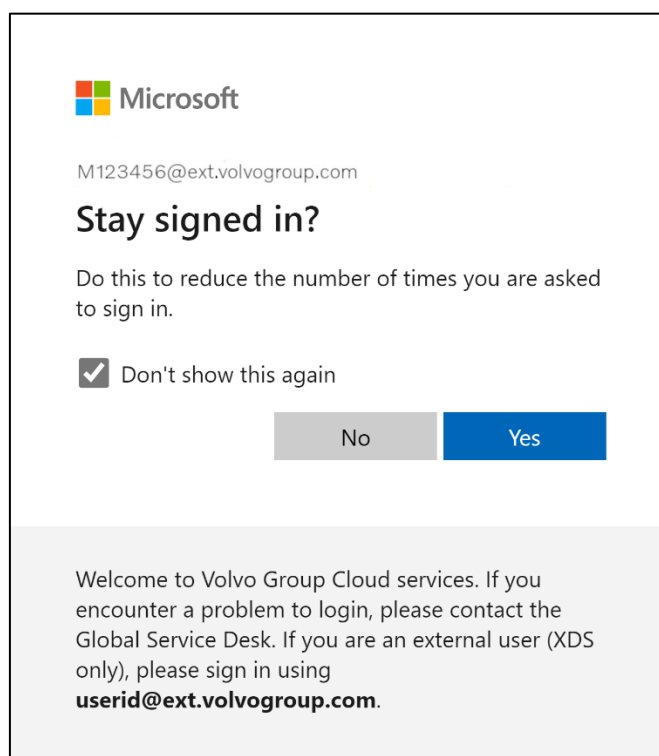 Microsoft
M123456@ext.volvogroup.com
Stay signed in?
Do this to reduce the number of times you are asked
to sign in.
Don't show this again
No
Yes
Welcome to Volvo Group Cloud services. If you
encounter a problem to login, please contact the
Global Service Desk. If you are an external user (XDS
only), please sign in using
userid@ext.volvogroup.com.